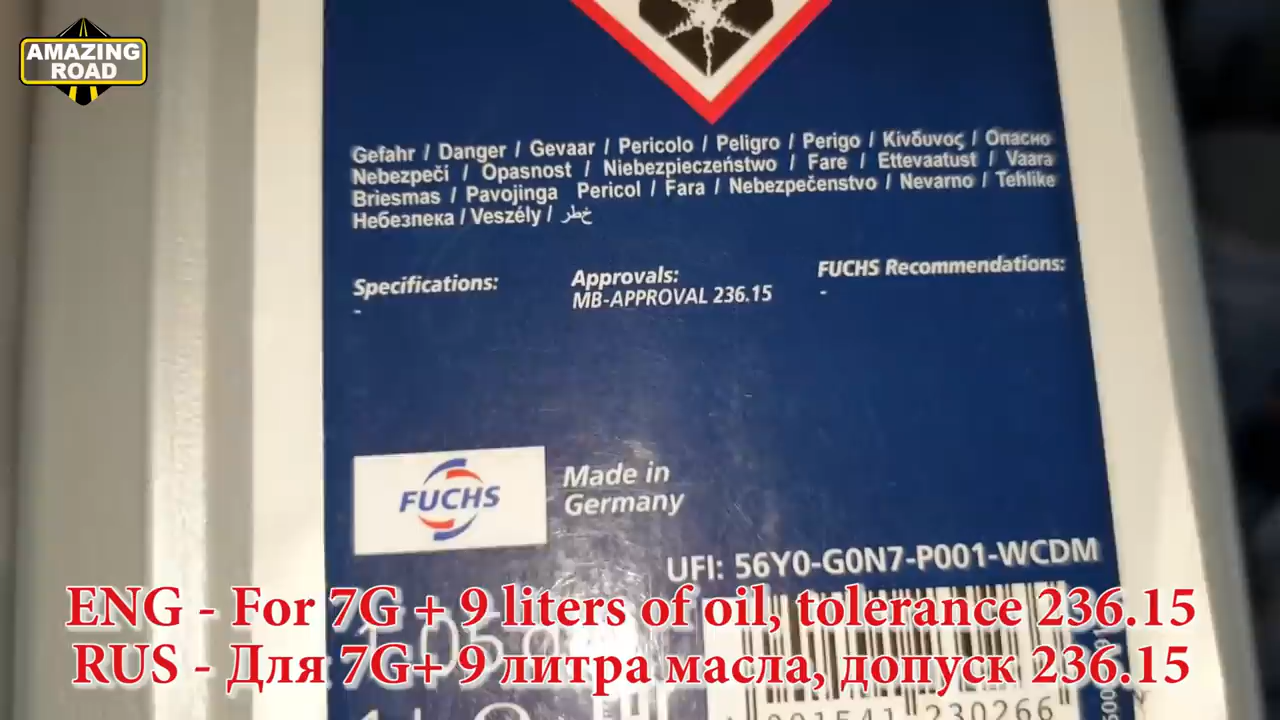 AMAZING
ROAD
Gefahr / Danger / Gevaar / Pericolo / Peligro / Perigo / Κίνδυνος / Опасно
Nebezpečí / Opasnost / Niebezpieczeństwo / Fare / Ettevaatust / Vaara
Briesmas / Pavojinga Pericol / Fara / Nebezpečenstvo / Nevarno / Tehlike
Небезпека / Veszély / خطر
Specifications:
-
Approvals:
MB-APPROVAL 236.15
FUCHS Recommendations:
-
FUCHS
Made in
Germany
UFI: 56Y0-G0N7-P001-WCDM
ENG - For 7G + 9 liters of oil, tolerance 236.15
RUS - Для 7G+ 9 литра масла, допуск 236.15
001541 230266